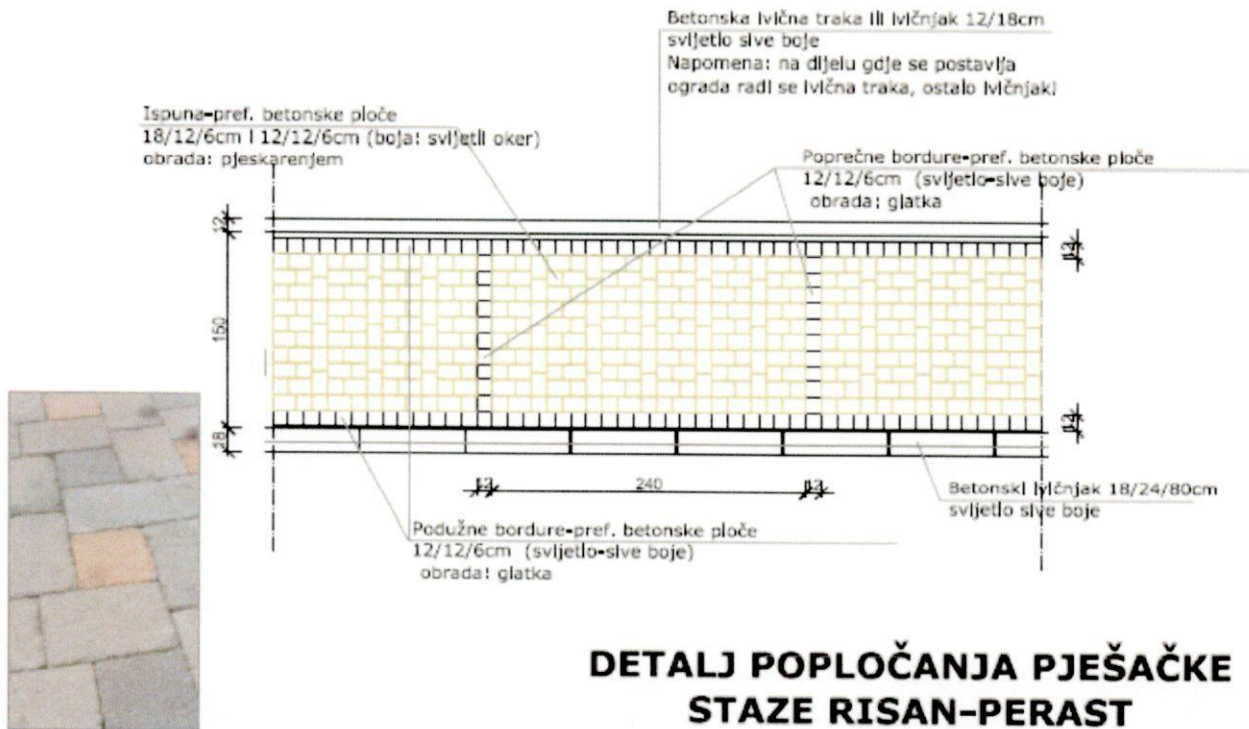 Betonska ivična traka ili ivičnjak 12/18cm
svijetlo sive boje
Napomena: na dijelu gdje se postavlja
ograda radi se ivična traka, ostalo ivičnjaki
Ispuna-pref. betonske ploče
18/12/6cm i 12/12/6cm (boja: svijetli oker)
obrada: pjeskarenjem
Poprečne bordure-pref. betonske ploče
12/12/6cm (svijetlo-sive boje)
obrada: glatka
12
12
150
12
18
12
240
12
Betonski ivičnjak 18/24/80cm
svijetlo sive boje
Podužne bordure-pref. betonske ploče
12/12/6cm (svijetlo-sive boje)
obrada: glatka
DETALJ POPLOČANJA PJEŠAČKE
STAZE RISAN-PERAST